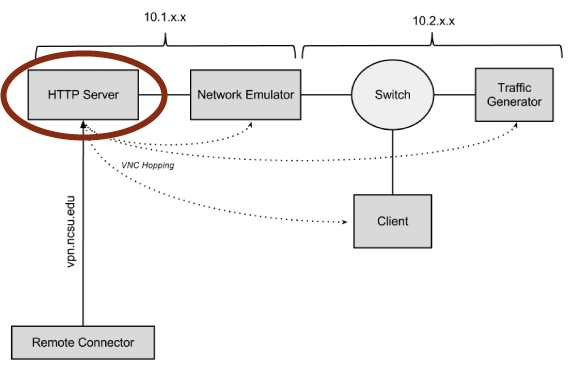 10.1.x.x
10.2.x.x
HTTP Server
Network Emulator
Switch
Traffic
Generator
VNC Hopping
Client
vpn.ncsu.edu
Remote Connector